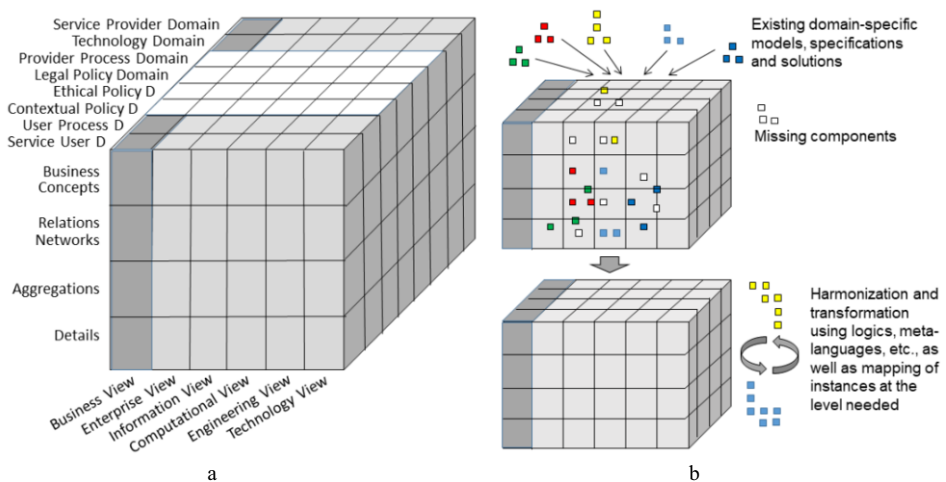 Service Provider Domain
Technology Domain
Provider Process Domain
Legal Policy Domain
Ethical Policy D
Contextual Policy D
User Process D
Service User D
Business
Concepts
Relations
Networks
Aggregations
Details
Business View
Enterprise View
Information View
Computational View
Engineering View
Technology View
a
Existing domain-specific
models, specifications
and solutions
Missing components
Harmonization and
transformation
using logics, meta-
languages, etc., as
well as mapping of
instances at the
level needed
b